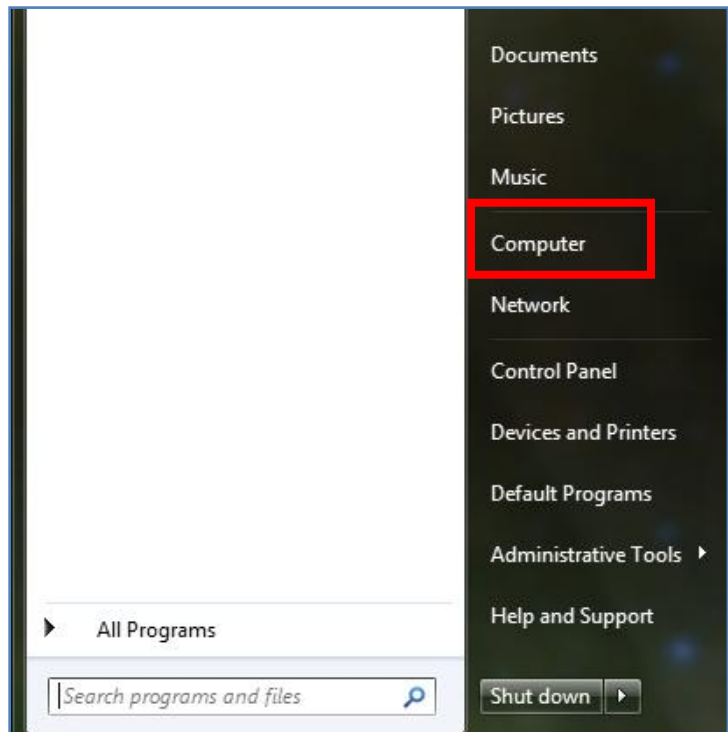 Documents
Pictures
Music
Computer
Network
Control Panel
Devices and Printers
Default Programs
Administrative Tools
Help and Support
All Programs
Search programs and files
Shut down